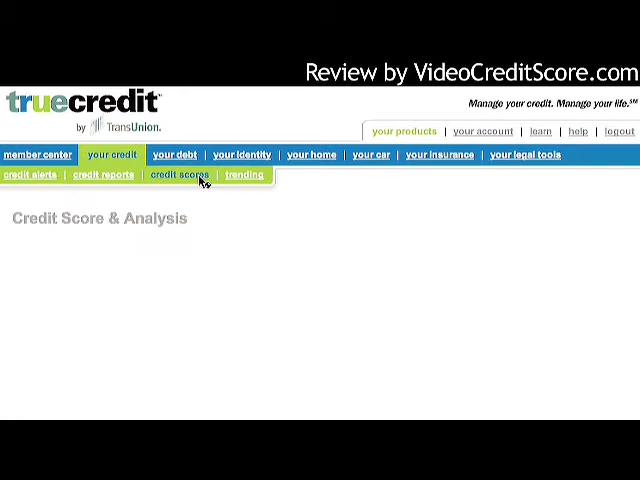 Review by VideoCreditScore.com
truecredit™
by TransUnion.
Manage your credit. Manage your life.℠
your products | your account | learn | help | logout
member center your credit your debt | your identity | your home | your car | your insurance | your legal tools
credit alerts | credit reports | credit scores | trending
Credit Score & Analysis